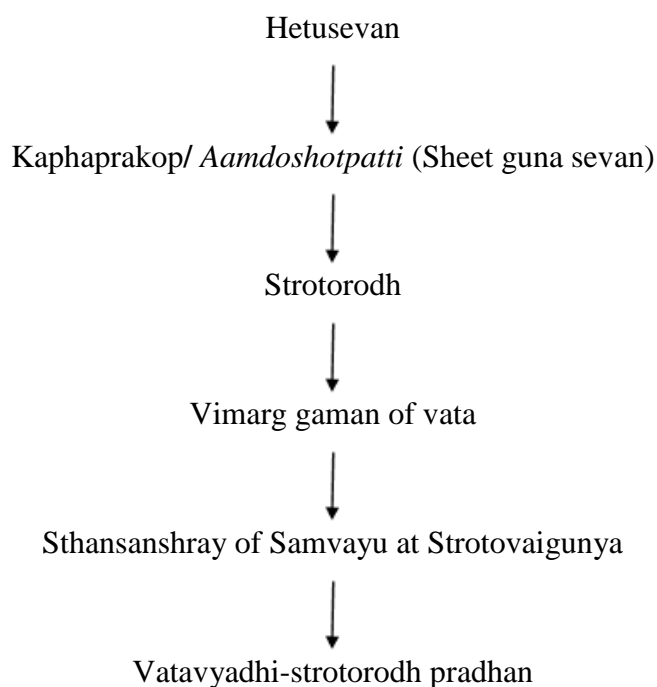 Hetusevan
Kaphaprakop/ Aamdoshotpatti (Sheet guna sevan)
Strotorodh
Vimarg gaman of vata
Sthansanshray of Samvayu at Strotovaigunya
Vatavyadhi-strotorodh pradhan